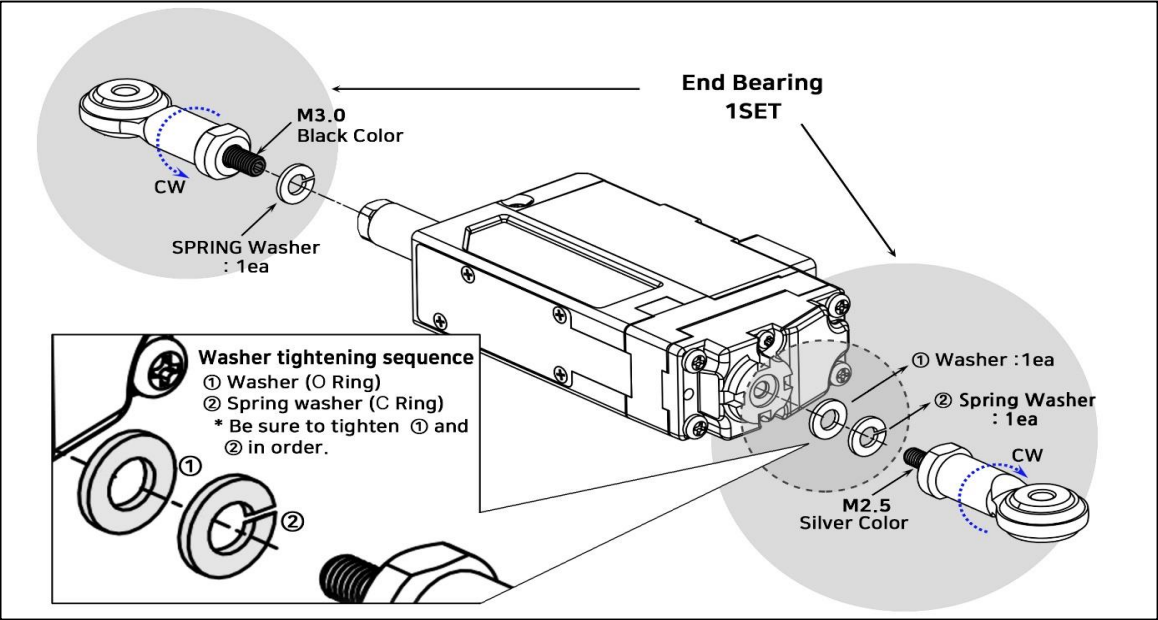 End Bearing
1SET
M3.0
Black Color
CW
SPRING Washer
: 1ea
Washer tightening sequence
① Washer (O Ring)
② Spring washer (C Ring)
* Be sure to tighten ① and
② in order.
①
②
① Washer :1ea
② Spring Washer
: 1ea
CW
M2.5
Silver Color